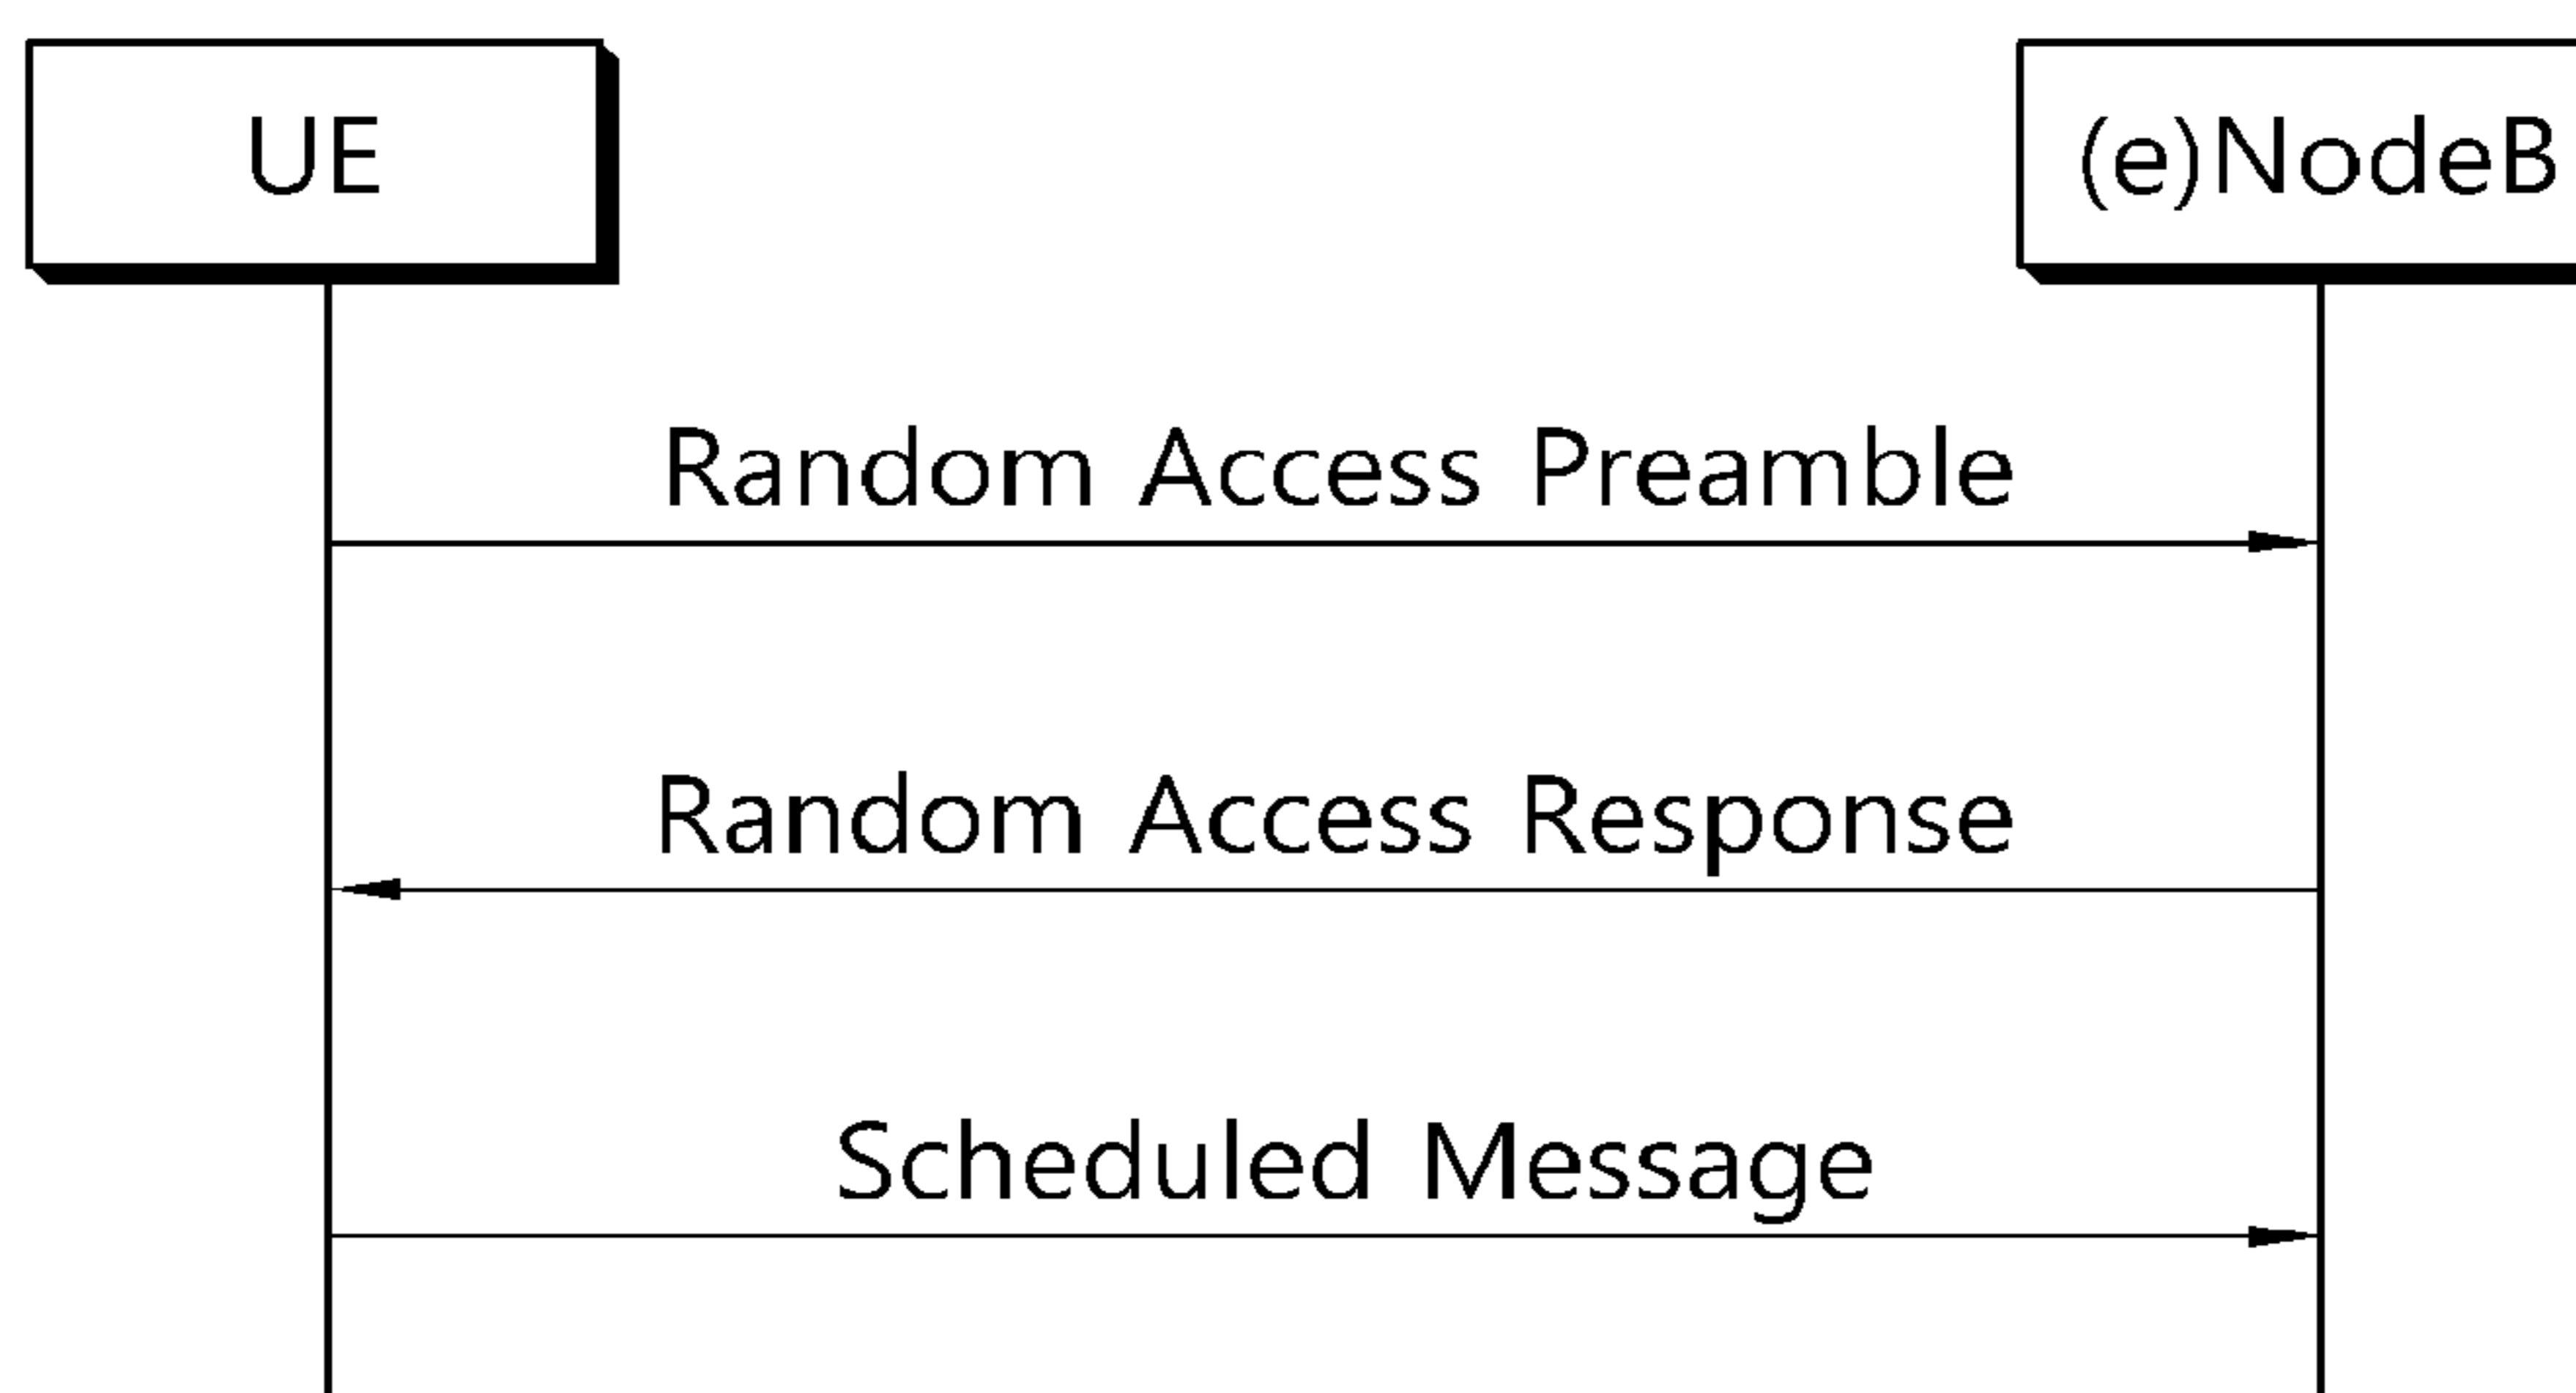 UE
(e)NodeB
Random Access Preamble
Random Access Response
Scheduled Message